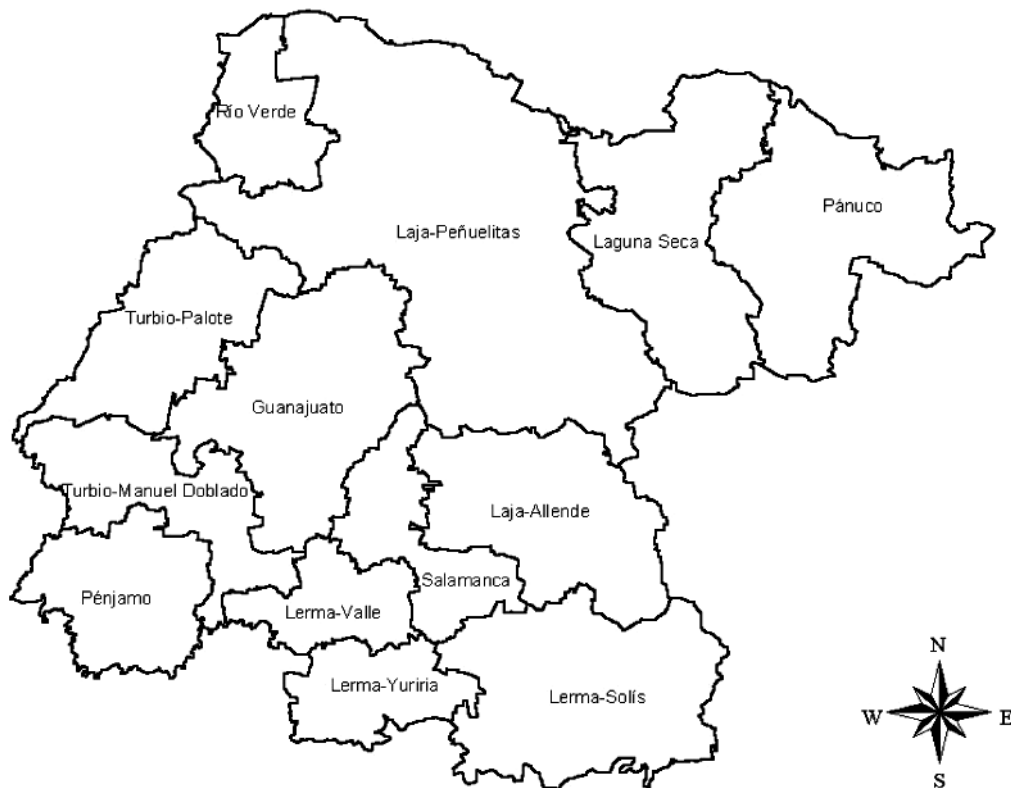 Río Verde
Pánuco
Laja-Peñuelitas
Laguna Seca
Turbio-Palote
Guanajuato
Turbio-Manuel Doblado
Laja-Allende
Salamanca
Pénjamo
Lerma-Valle
Lerma-Yuriria
Lerma-Solís
N
W
E
S